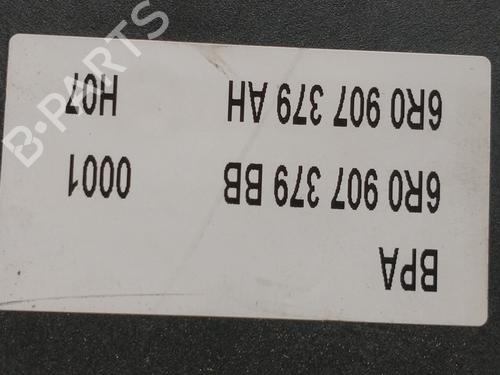 BPA
6R0 907 379 BB 0001
6R0 907 379 AH H07
B-PARTS